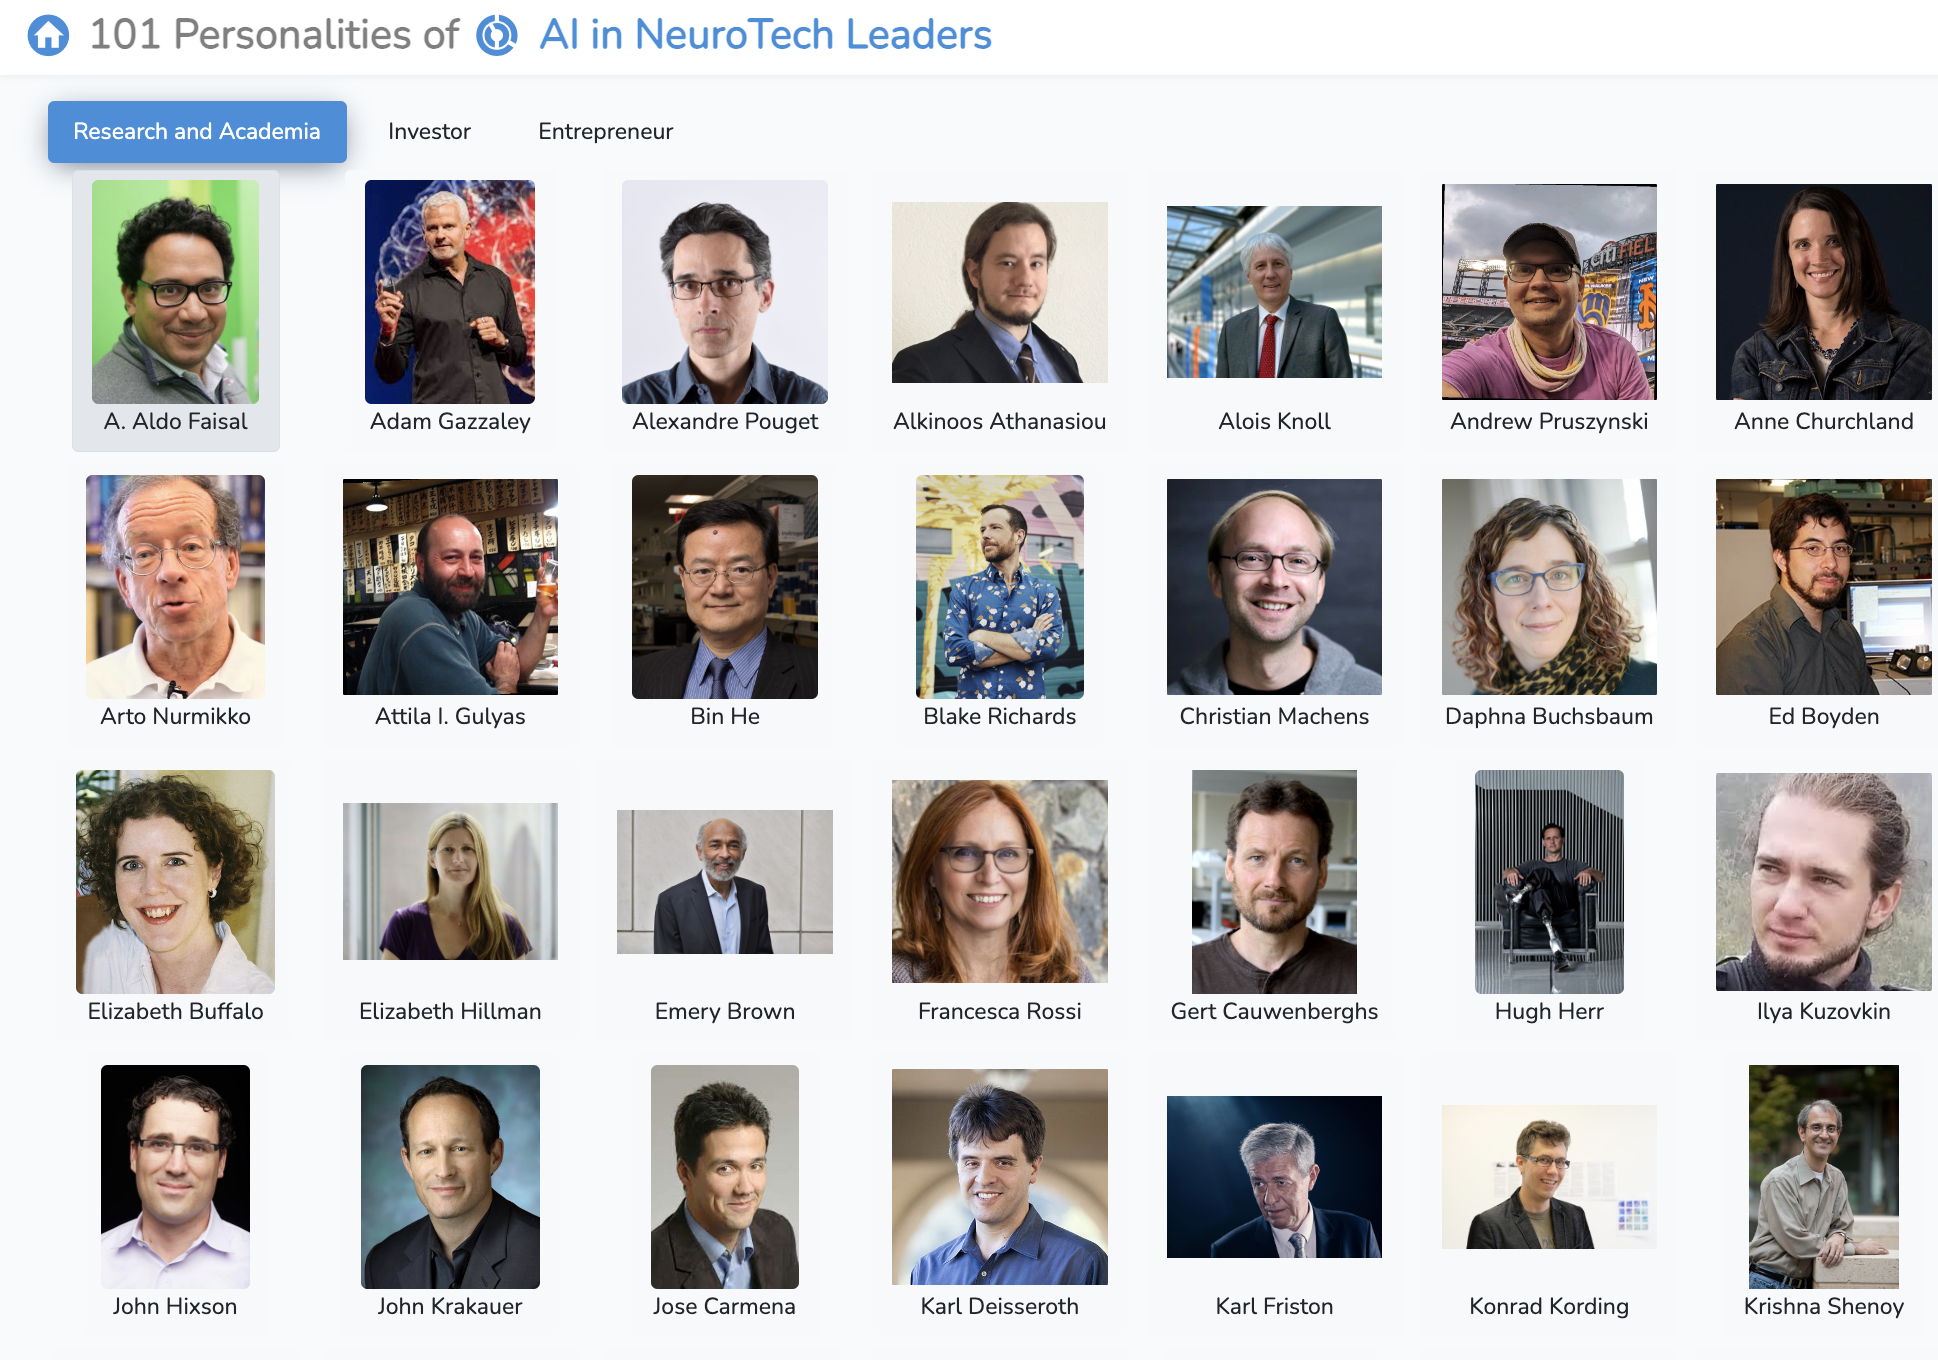 101 Personalities of AI in NeuroTech Leaders
Research and Academia Investor Entrepreneur
A. Aldo Faisal Adam Gazzaley Alexandre Pouget Alkinoos Athanasiou Alois Knoll Andrew Pruszynski Anne Churchland
Arto Nurmikko Attila I. Gulyas Bin He Blake Richards Christian Machens Daphna Buchsbaum Ed Boyden
Elizabeth Buffalo Elizabeth Hillman Emery Brown Francesca Rossi Gert Cauwenberghs Hugh Herr Ilya Kuzovkin
John Hixson John Krakauer Jose Carmena Karl Deisseroth Karl Friston Konrad Kording Krishna Shenoy